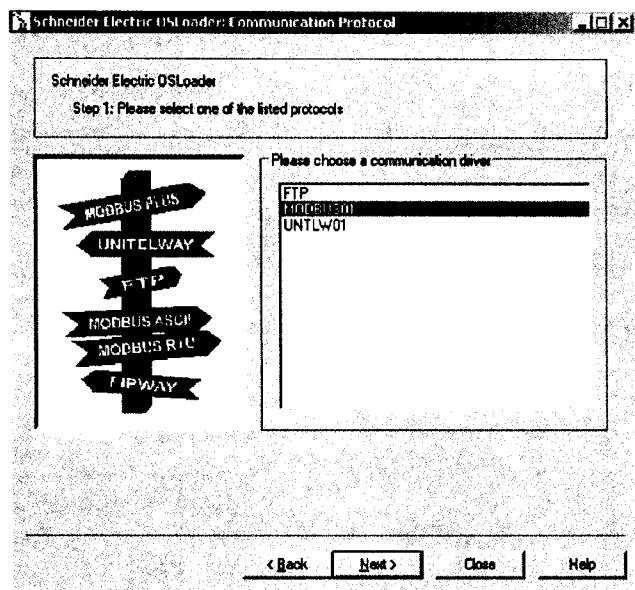 Schneider Electric OSLoader: Communication Protocol
Schneider Electric OSLoader
Step 1: Please select one of the listed protocols
Please choose a communication driver
FTP
MODBUS01
UNTLW01
MODBUS PLUS
UNITELWAY
FTP
MODBUS ASCII
MODBUS RTU
FIPWAY
< Back
Next >
Close
Help